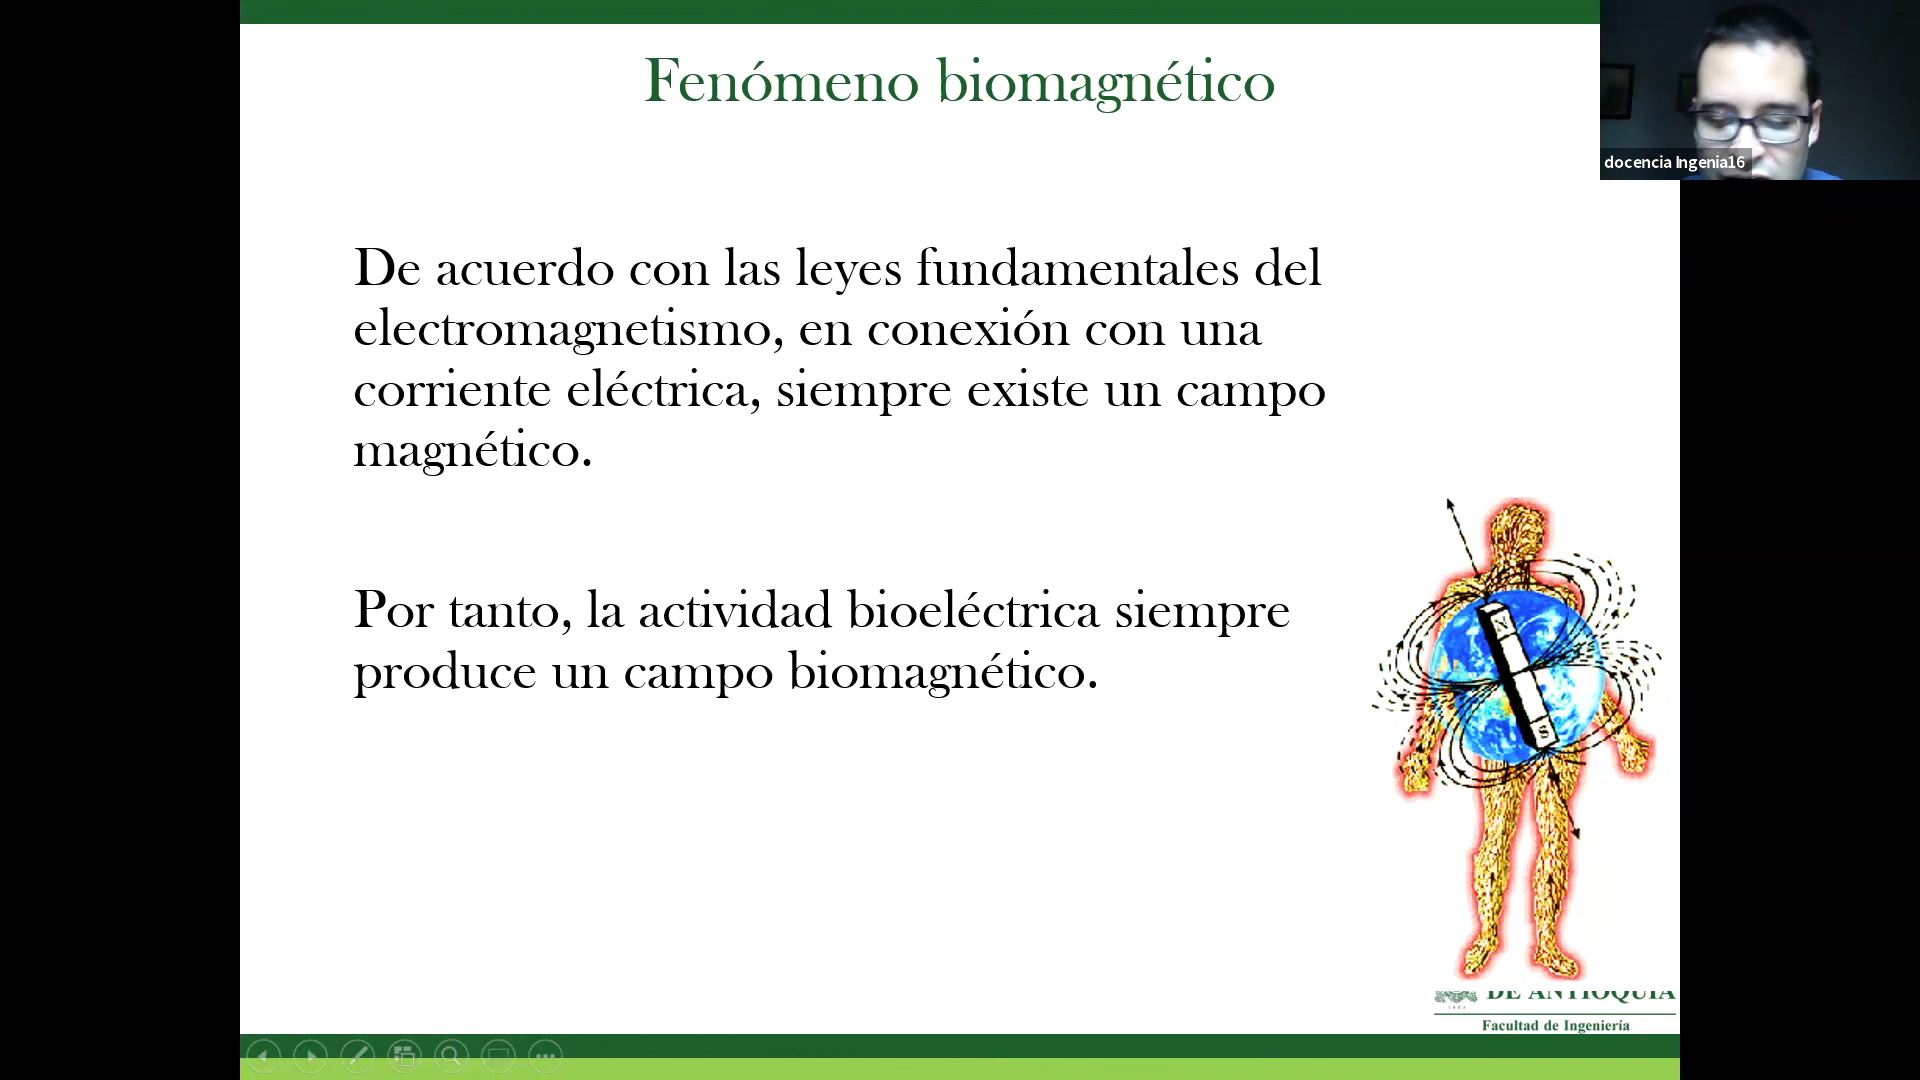 Fenómeno biomagnético
docencia Ingenia16
De acuerdo con las leyes fundamentales del
electromagnetismo, en conexión con una
corriente eléctrica, siempre existe un campo
magnético.
Por tanto, la actividad bioeléctrica siempre
produce un campo biomagnético.
N
S
DE ANTIOQUIA
Facultad de Ingeniería